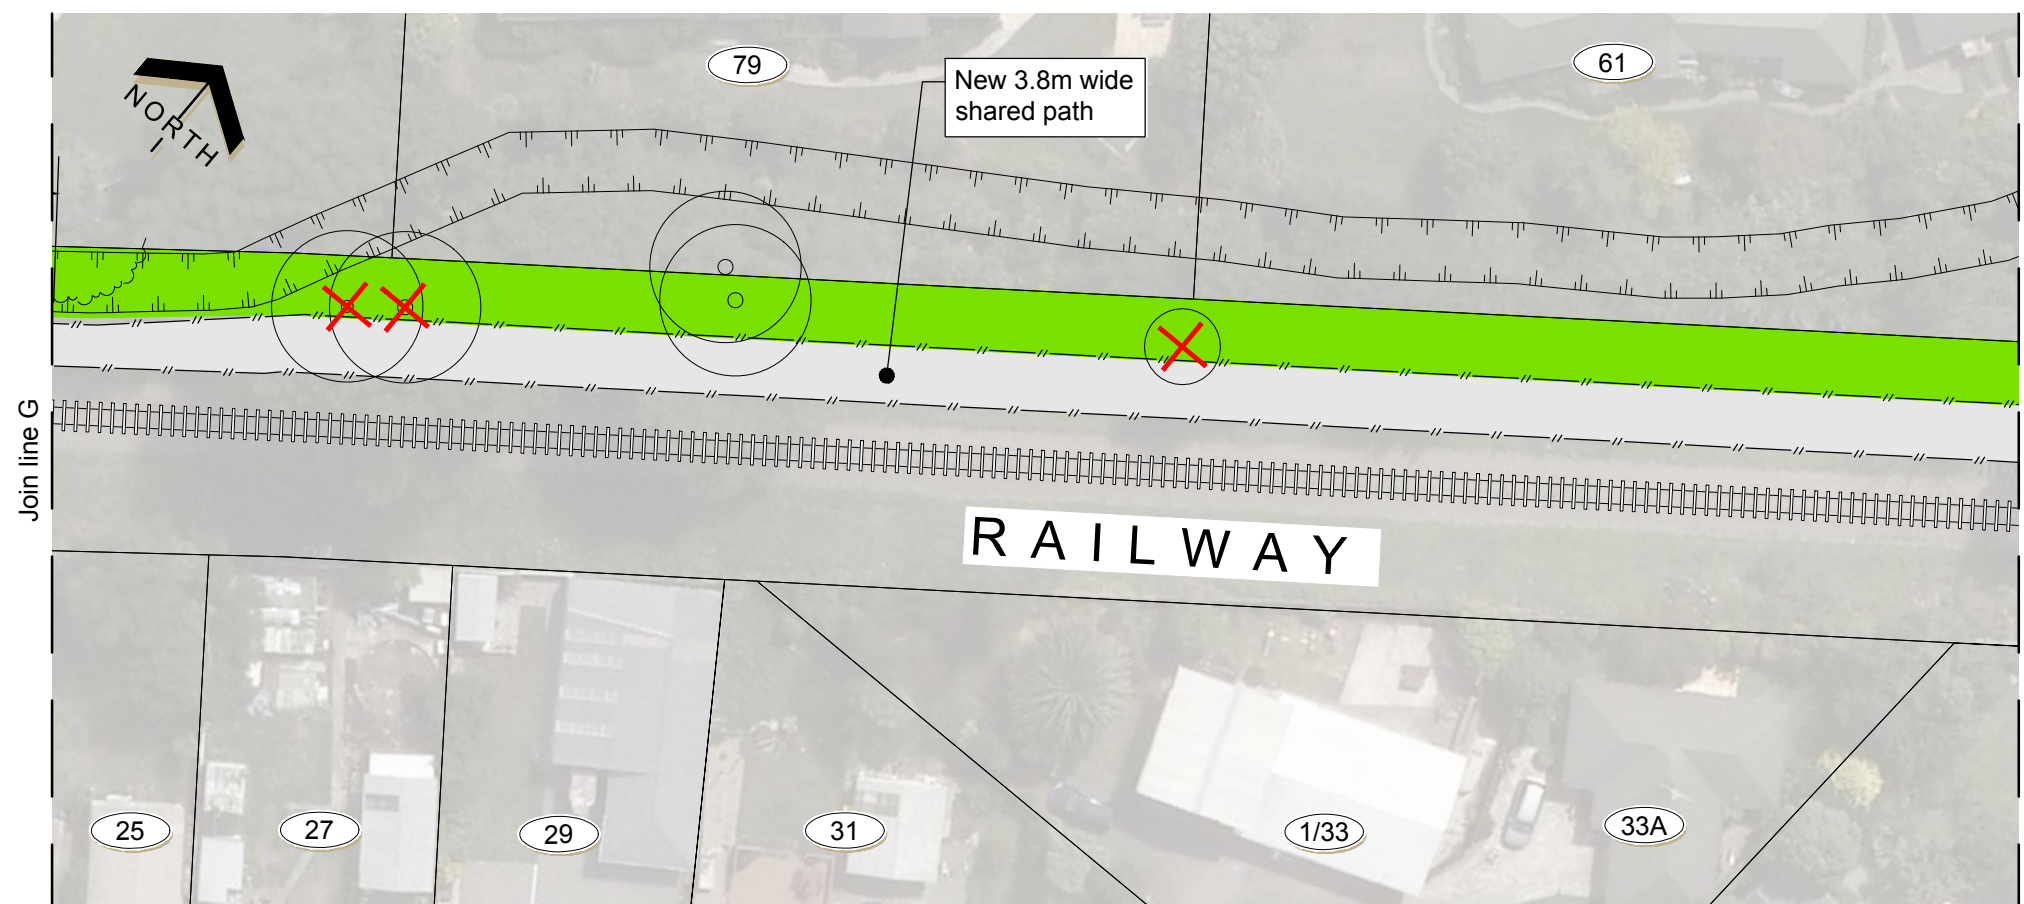 NORTH
79
61
New 3.8m wide
shared path
Join line G
RAILWAY
25
27
29
31
1/33
33A